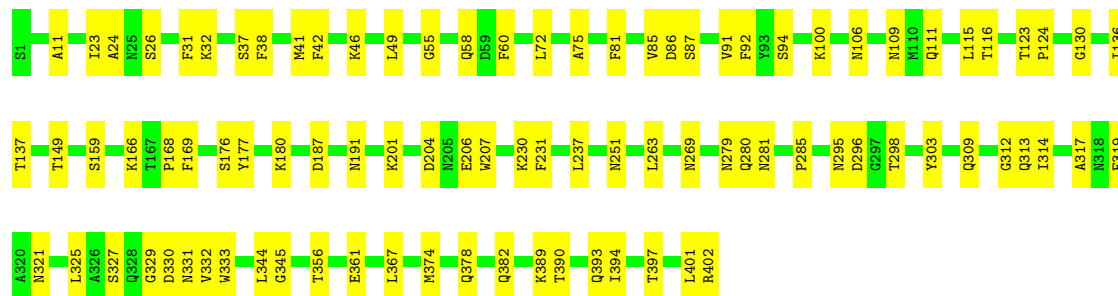 S1 A11 I23 A24 N25 S26 F31 K32 S37 F38 M41 F42 K46 L49 G55 Q58 D59 F60 L72 A75 F81 V85 D86 S87 V91 F92 Y93 S94 K100 N106 N109 M110 Q111 L115 T116 T123 P124 G130 I136
T137 T149 S159 K166 T167 P168 F169 S176 Y177 K180 D187 N191 K201 D204 N205 E206 W207 K230 F231 L237 N251 L263 N269 N279 Q280 N281 P285 N295 D296 G297 T298 Y303 Q309 G312 Q313 I314 A317 N318 E319
A320 N321 L325 A326 S327 Q328 G329 D330 N331 V332 W333 L344 G345 T356 E361 L367 M374 Q378 Q382 K389 T390 Q393 I394 T397 L401 R402